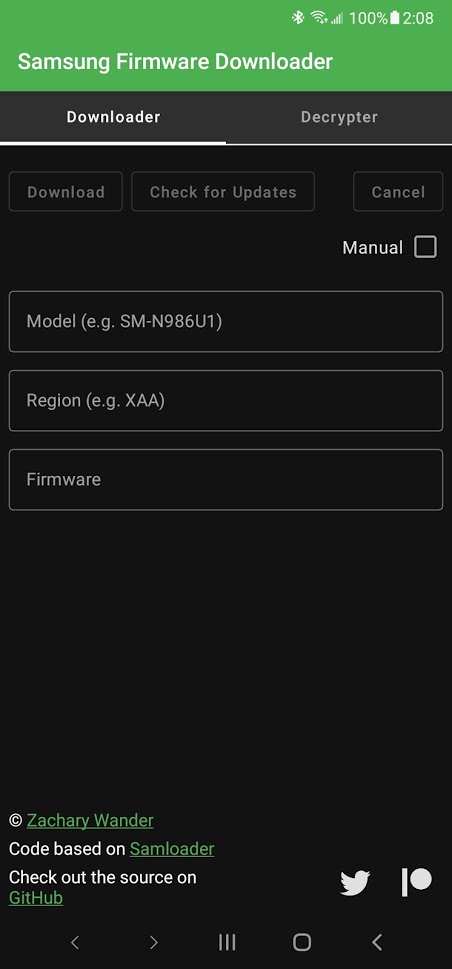 100% 2:08
Samsung Firmware Downloader
Downloader Decrypter
Download Check for Updates Cancel
Manual
Model (e.g. SM-N986U1)
Region (e.g. XAA)
Firmware
© Zachary Wander
Code based on Samloader
Check out the source on
GitHub